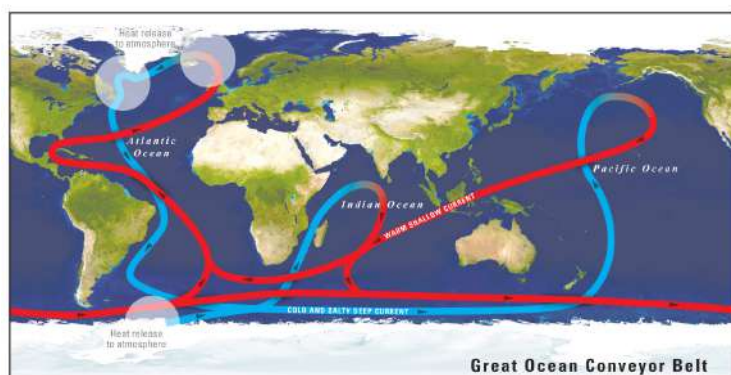 Heat release
to atmosphere
Atlantic
Ocean
Pacific Ocean
Indian Ocean
WARM SHALLOW CURRENT
COLD AND SALTY DEEP CURRENT
Heat release
to atmosphere
Great Ocean Conveyor Belt